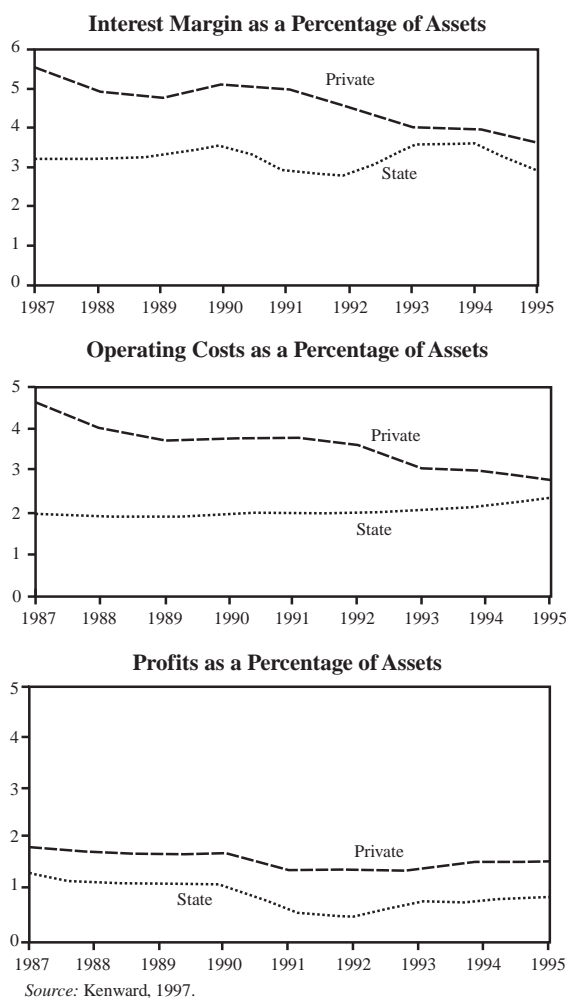 Interest Margin as a Percentage of Assets
6
5
4
3
2
1
0
Private
State
1987 1988 1989 1990 1991 1992 1993 1994 1995
Operating Costs as a Percentage of Assets
5
4
3
2
1
0
Private
State
1987 1988 1989 1990 1991 1992 1993 1994 1995
Profits as a Percentage of Assets
5
4
3
2
1
0
Private
State
1987 1988 1989 1990 1991 1992 1993 1994 1995
Source: Kenward, 1997.